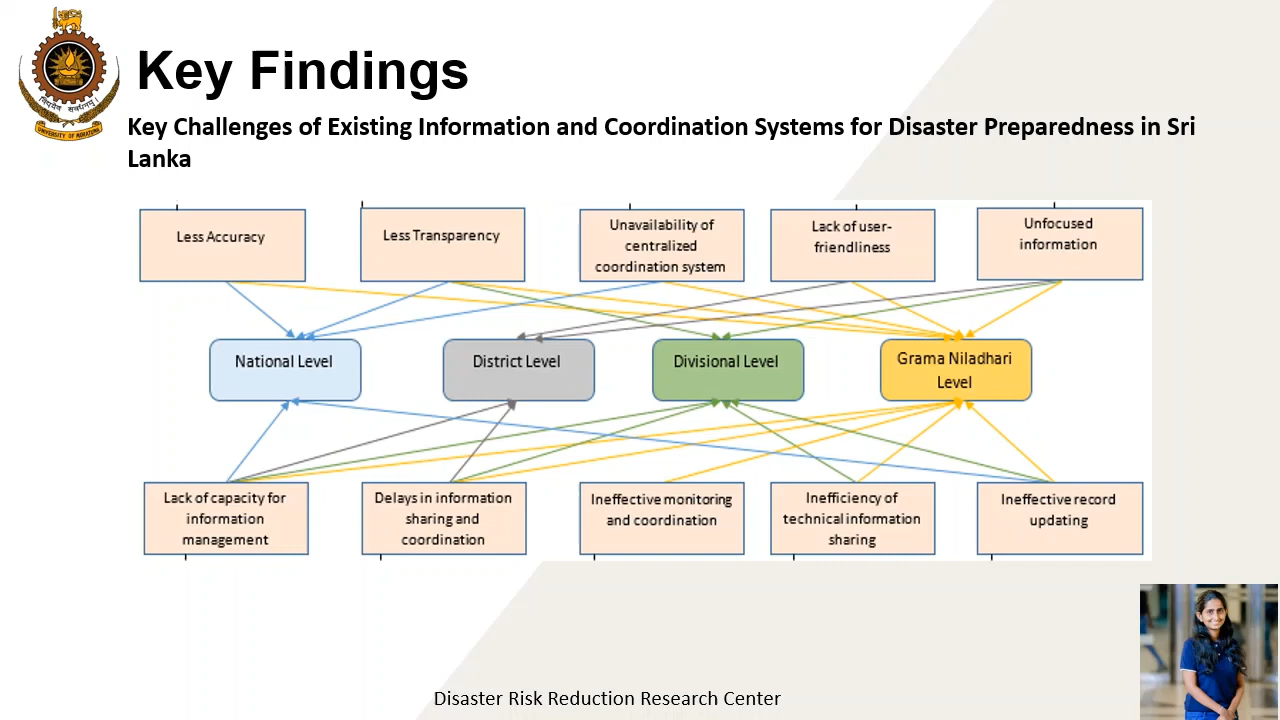 Key Findings
Key Challenges of Existing Information and Coordination Systems for Disaster Preparedness in Sri
Lanka
Less Accuracy
Less Transparency
Unavailability of
centralized
coordination system
Lack of user-
friendliness
Unfocused
information
National Level
District Level
Divisional Level
Grama Niladhari
Level
Lack of capacity for
information
management
Delays in information
sharing and
coordination
Ineffective monitoring
and coordination
Inefficiency of
technical information
sharing
Ineffective record
updating
UNIVERSITY OF MORATUWA
Disaster Risk Reduction Research Center